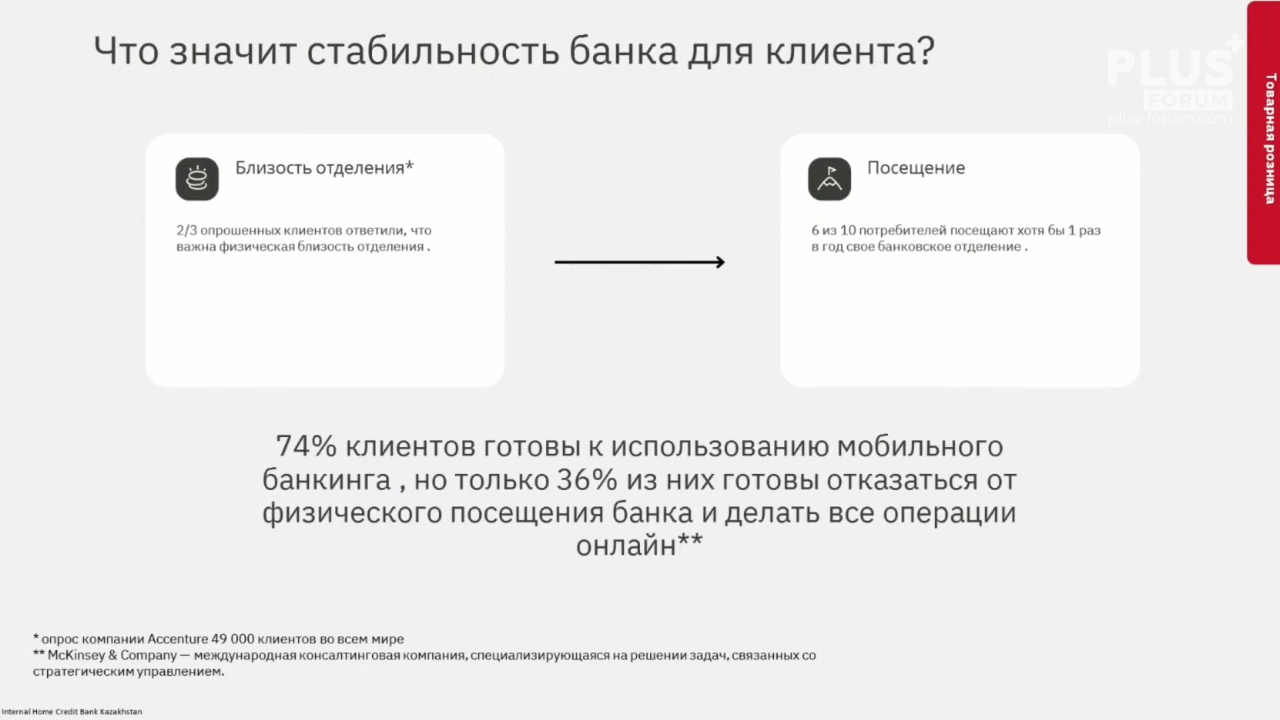 Что значит стабильность банка для клиента?
PLUS+
FORUM
plus-forum.com
Товарная розница
Близость отделения*
2/3 опрошенных клиентов ответили, что
важна физическая близость отделения .
Посещение
6 из 10 потребителей посещают хотя бы 1 раз
в год свое банковское отделение .
74% клиентов готовы к использованию мобильного
банкинга , но только 36% из них готовы отказаться от
физического посещения банка и делать все операции
онлайн**
* опрос компании Accenture 49 000 клиентов во всем мире
** McKinsey & Company — международная консалтинговая компания, специализирующаяся на решении задач, связанных со
стратегическим управлением.
Internal Home Credit Bank Kazakhstan